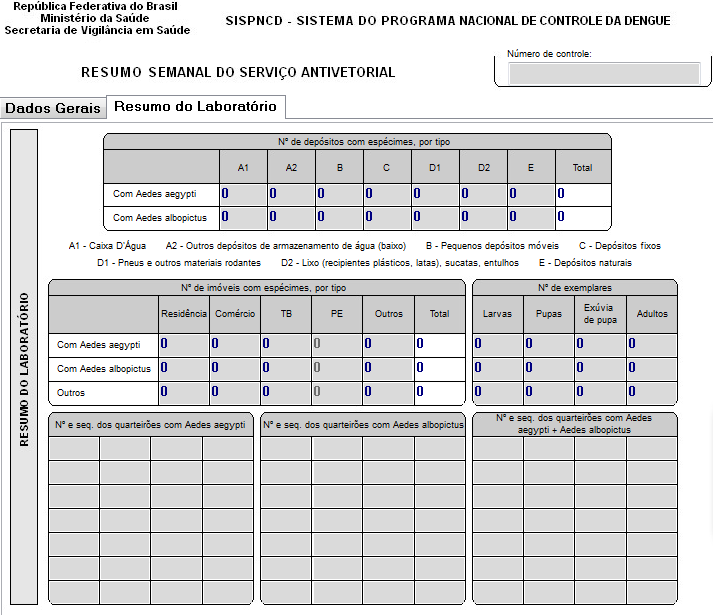 República Federativa do Brasil
Ministério da Saúde
Secretaria de Vigilância em Saúde
SISPNCD - SISTEMA DO PROGRAMA NACIONAL DE CONTROLE DA DENGUE
RESUMO SEMANAL DO SERVIÇO ANTIVETORIAL
Número de controle:
Dados Gerais
Resumo do Laboratório
RESUMO DO LABORATÓRIO
Nº de depósitos com espécimes, por tipo
A1 A2 B C D1 D2 E Total
Com Aedes aegypti 0 0 0 0 0 0 0 0
Com Aedes albopictus 0 0 0 0 0 0 0 0
A1 - Caixa D'Água A2 - Outros depósitos de armazenamento de água (baixo) B - Pequenos depósitos móveis C - Depósitos fixos
D1 - Pneus e outros materiais rodantes D2 - Lixo (recipientes plásticos, latas), sucatas, entulhos E - Depósitos naturais
Nº de imóveis com espécimes, por tipo
Residência Comércio TB PE Outros Total
Com Aedes aegypti 0 0 0 0 0 0
Com Aedes albopictus 0 0 0 0 0 0
Outros 0 0 0 0 0 0
Nº de exemplares
Larvas Pupas Exúvia de pupa Adultos
0 0 0 0
0 0 0 0
0 0 0 0
Nº e seq. dos quarteirões com Aedes aegypti
Nº e seq. dos quarteirões com Aedes albopictus
Nº e seq. dos quarteirões com Aedes
aegypti + Aedes albopictus